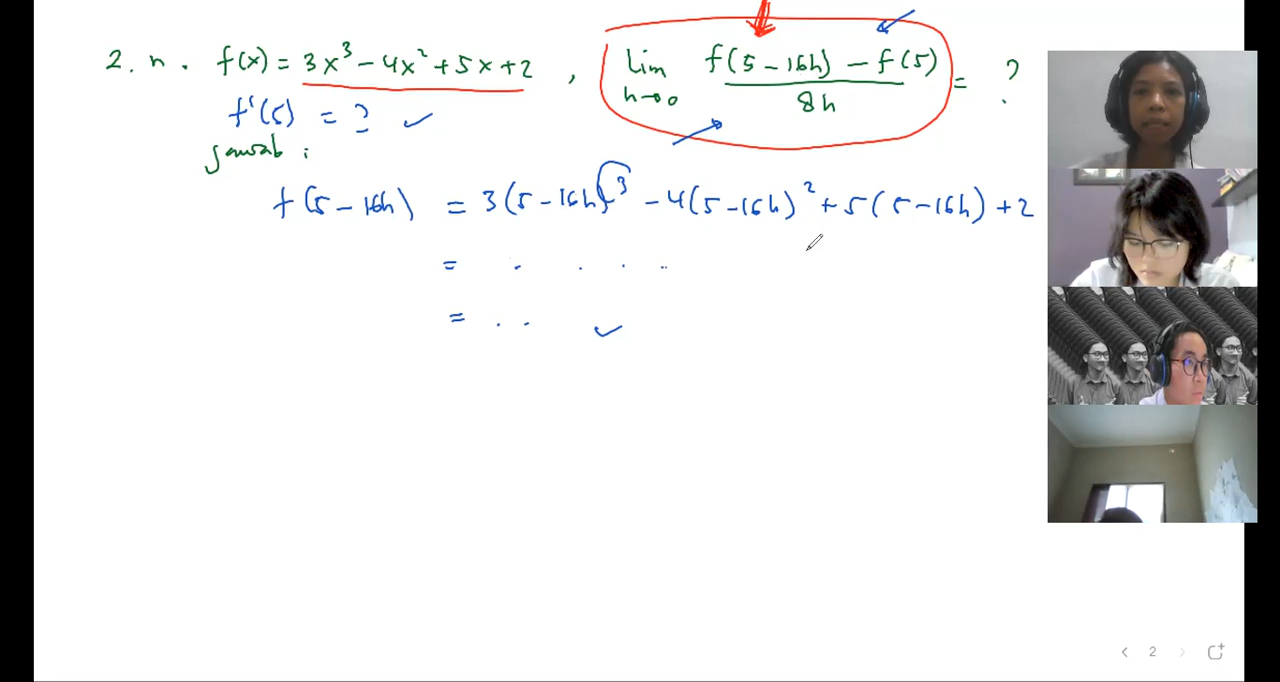 2. n. f(x) = 3x³ - 4x² + 5x + 2 , lim h→0 f(5 - 16h) - f(5) / 8h = ?
f'(5) = ?
Jawab :
f(5 - 16h) = 3(5 - 16h)³ - 4(5 - 16h)² + 5(5 - 16h) + 2
= . . . ..
= . .
< 2 >